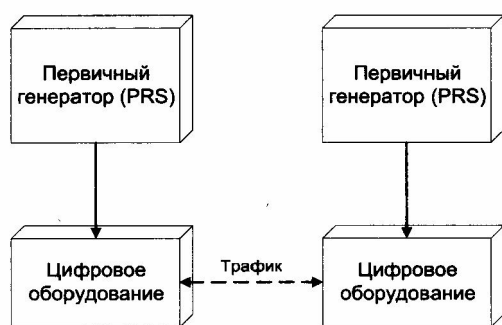 Первичный
генератор (PRS)
Первичный
генератор (PRS)
Цифровое
оборудование
Трафик
Цифровое
оборудование